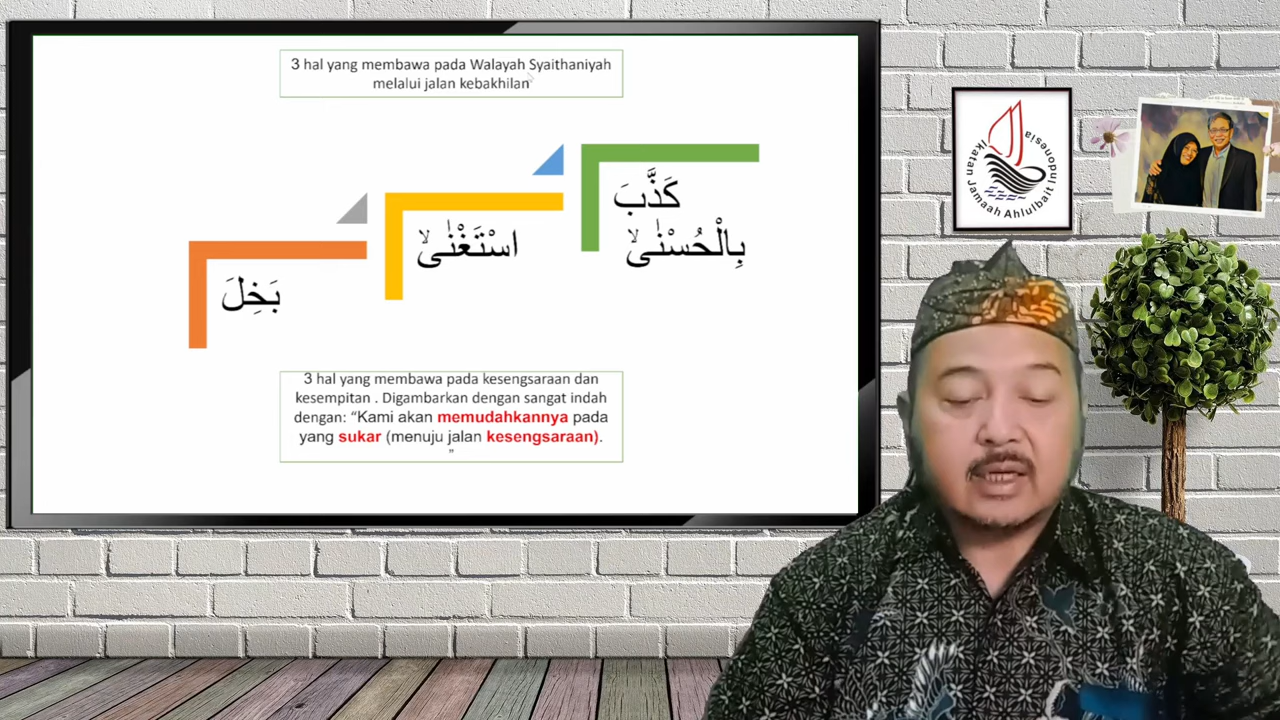 3 hal yang membawa pada Walayah Syaithaniyah
melalui jalan kebakhilan
كَذَّبَ
بِالْحُسْنٰىۙ
اسْتَغْنٰىۙ
بَخِلَ
3 hal yang membawa pada kesengsaraan dan
kesempitan . Digambarkan dengan sangat indah
dengan: “Kami akan memudahkannya pada
yang sukar (menuju jalan kesengsaraan).
”
Ikatan Jamaah Ahlulbait Indonesia